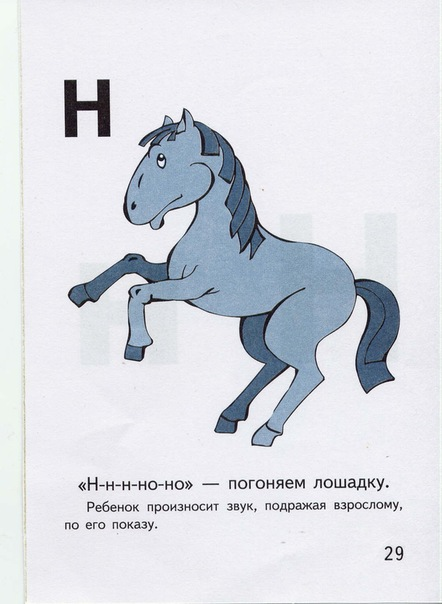 Н
«Н-н-н-но-но» — погоняем лошадку.
Ребенок произносит звук, подражая взрослому,
по его показу.
29